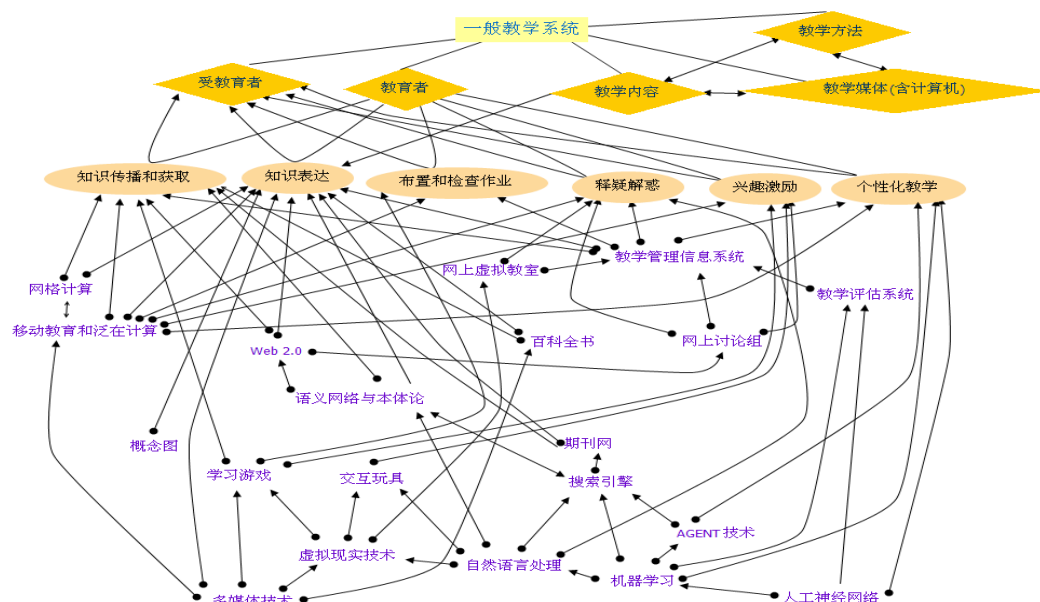 一般教学系统
教学方法
受教育者
教育者
教学内容
教学媒体(含计算机)
知识传播和获取
知识表达
布置和检查作业
释疑解惑
兴趣激励
个性化教学
网上虚拟教室
教学管理信息系统
网格计算
教学评估系统
移动教育和泛在计算
Web 2.0
百科全书
网上讨论组
语义网络与本体论
概念图
期刊网
学习游戏
交互玩具
搜索引擎
AGENT 技术
虚拟现实技术
自然语言处理
机器学习
多媒体技术
人工神经网络